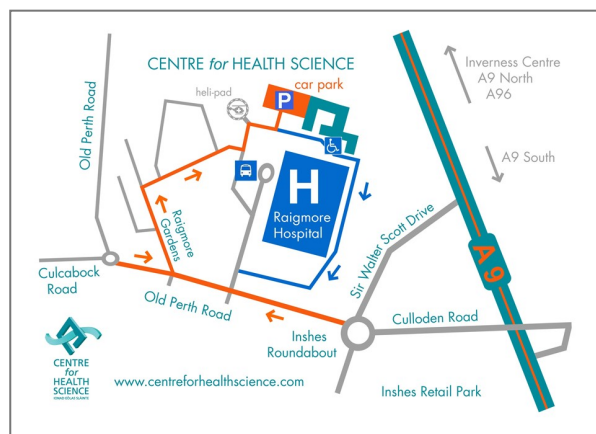 CENTRE for HEALTH SCIENCE
car park
P
heli-pad
Old Perth Road
Inverness Centre
A9 North
A96
A9 South
H
Raigmore
Hospital
Raigmore
Gardens
Sir Walter Scott Drive
A9
Culcabock
Road
Old Perth Road
Inshes
Roundabout
Culloden Road
CENTRE
for
HEALTH
SCIENCE
www.centreforhealthscience.com
Inshes Retail Park